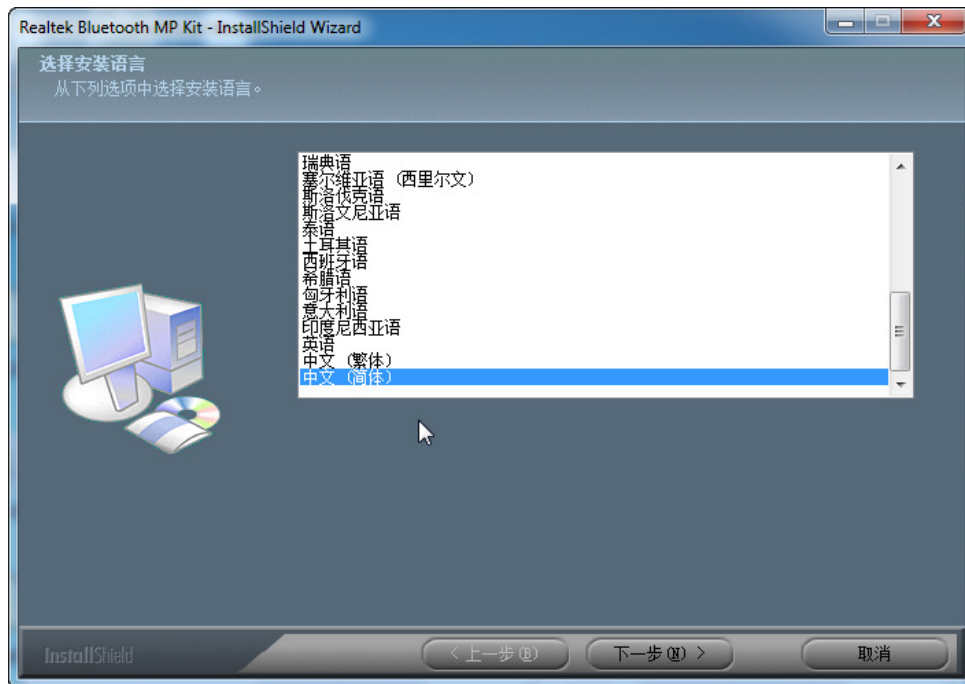 Realtek Bluetooth MP Kit - InstallShield Wizard
选择安装语言
从下列选项中选择安装语言。
瑞典语
塞尔维亚语 (西里尔文)
斯洛伐克语
斯洛文尼亚语
泰语
土耳其语
西班牙语
希腊语
匈牙利语
意大利语
印度尼西亚语
英语
中文 (繁体)
中文 (简体)
InstallShield
< 上一步(B)
下一步(N) >
取消